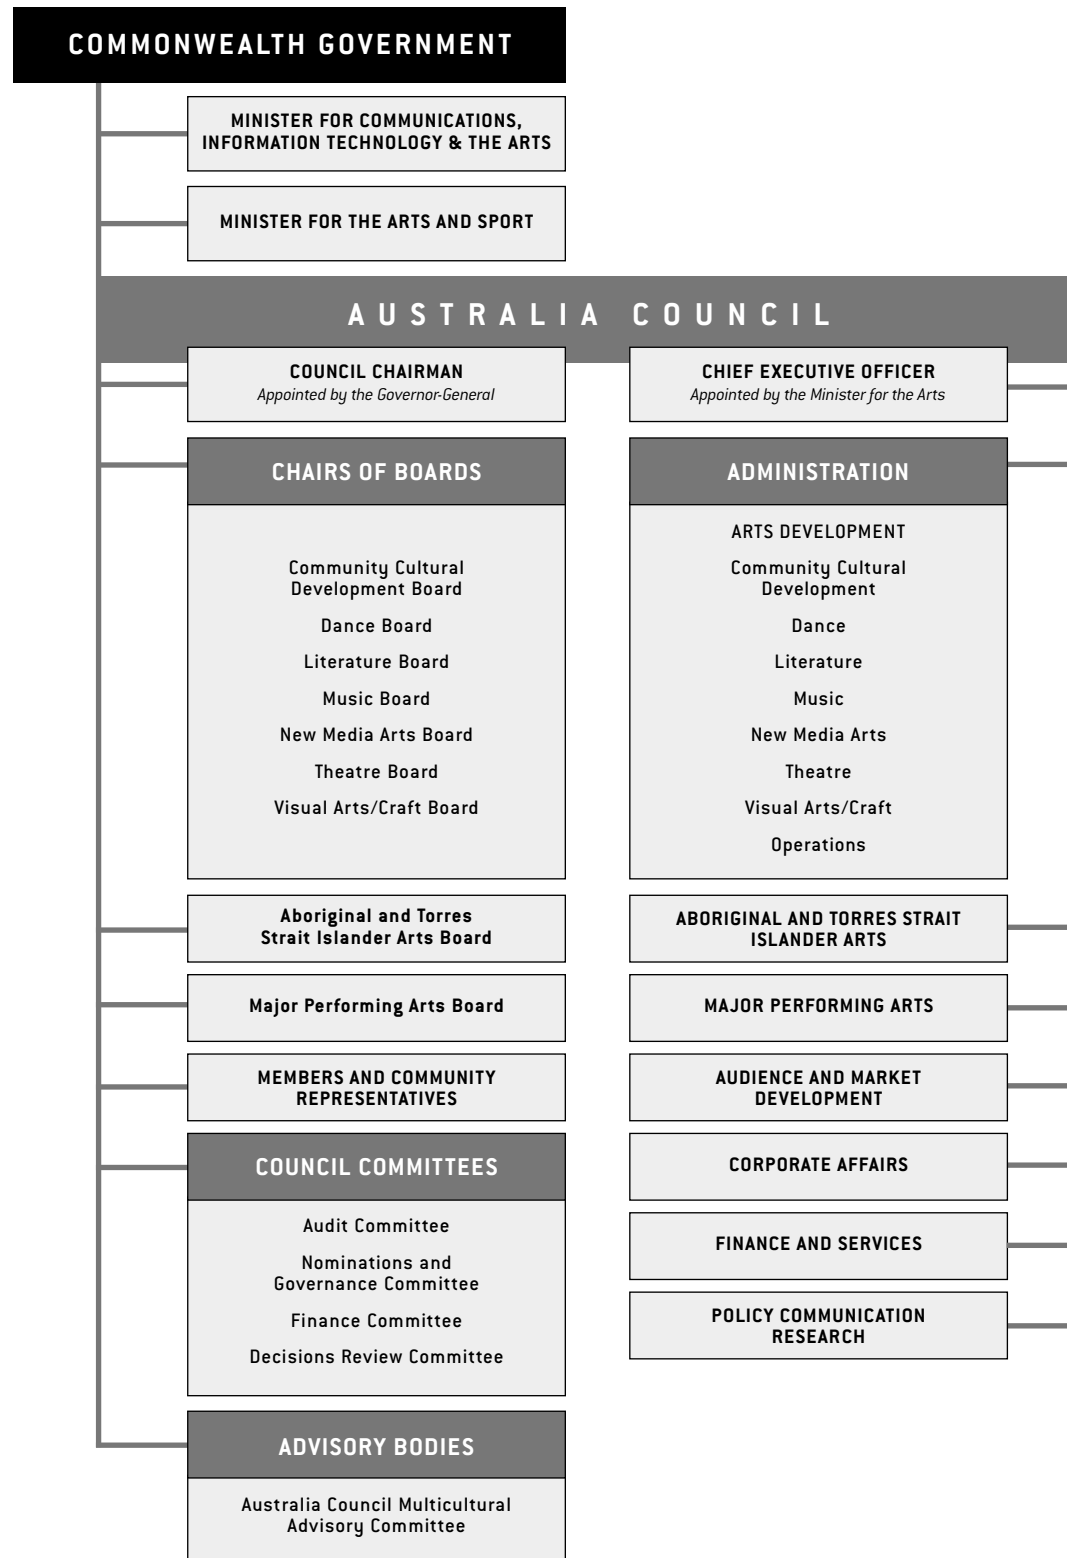 COMMONWEALTH GOVERNMENT
MINISTER FOR COMMUNICATIONS,
INFORMATION TECHNOLOGY & THE ARTS
MINISTER FOR THE ARTS AND SPORT
AUSTRALIA COUNCIL
COUNCIL CHAIRMAN
Appointed by the Governor-General
CHIEF EXECUTIVE OFFICER
Appointed by the Minister for the Arts
CHAIRS OF BOARDS
Community Cultural
Development Board
Dance Board
Literature Board
Music Board
New Media Arts Board
Theatre Board
Visual Arts/Craft Board
ADMINISTRATION
ARTS DEVELOPMENT
Community Cultural
Development
Dance
Literature
Music
New Media Arts
Theatre
Visual Arts/Craft
Operations
Aboriginal and Torres
Strait Islander Arts Board
ABORIGINAL AND TORRES STRAIT
ISLANDER ARTS
Major Performing Arts Board
MAJOR PERFORMING ARTS
MEMBERS AND COMMUNITY
REPRESENTATIVES
AUDIENCE AND MARKET
DEVELOPMENT
COUNCIL COMMITTEES
Audit Committee
Nominations and
Governance Committee
Finance Committee
Decisions Review Committee
CORPORATE AFFAIRS
FINANCE AND SERVICES
POLICY COMMUNICATION
RESEARCH
ADVISORY BODIES
Australia Council Multicultural
Advisory Committee